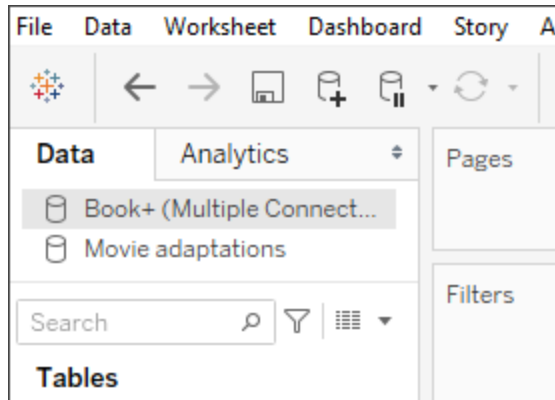 File Data Worksheet Dashboard Story A
Data Analytics
Pages
Book+ (Multiple Connect...
Movie adaptations
Filters
Search
Tables